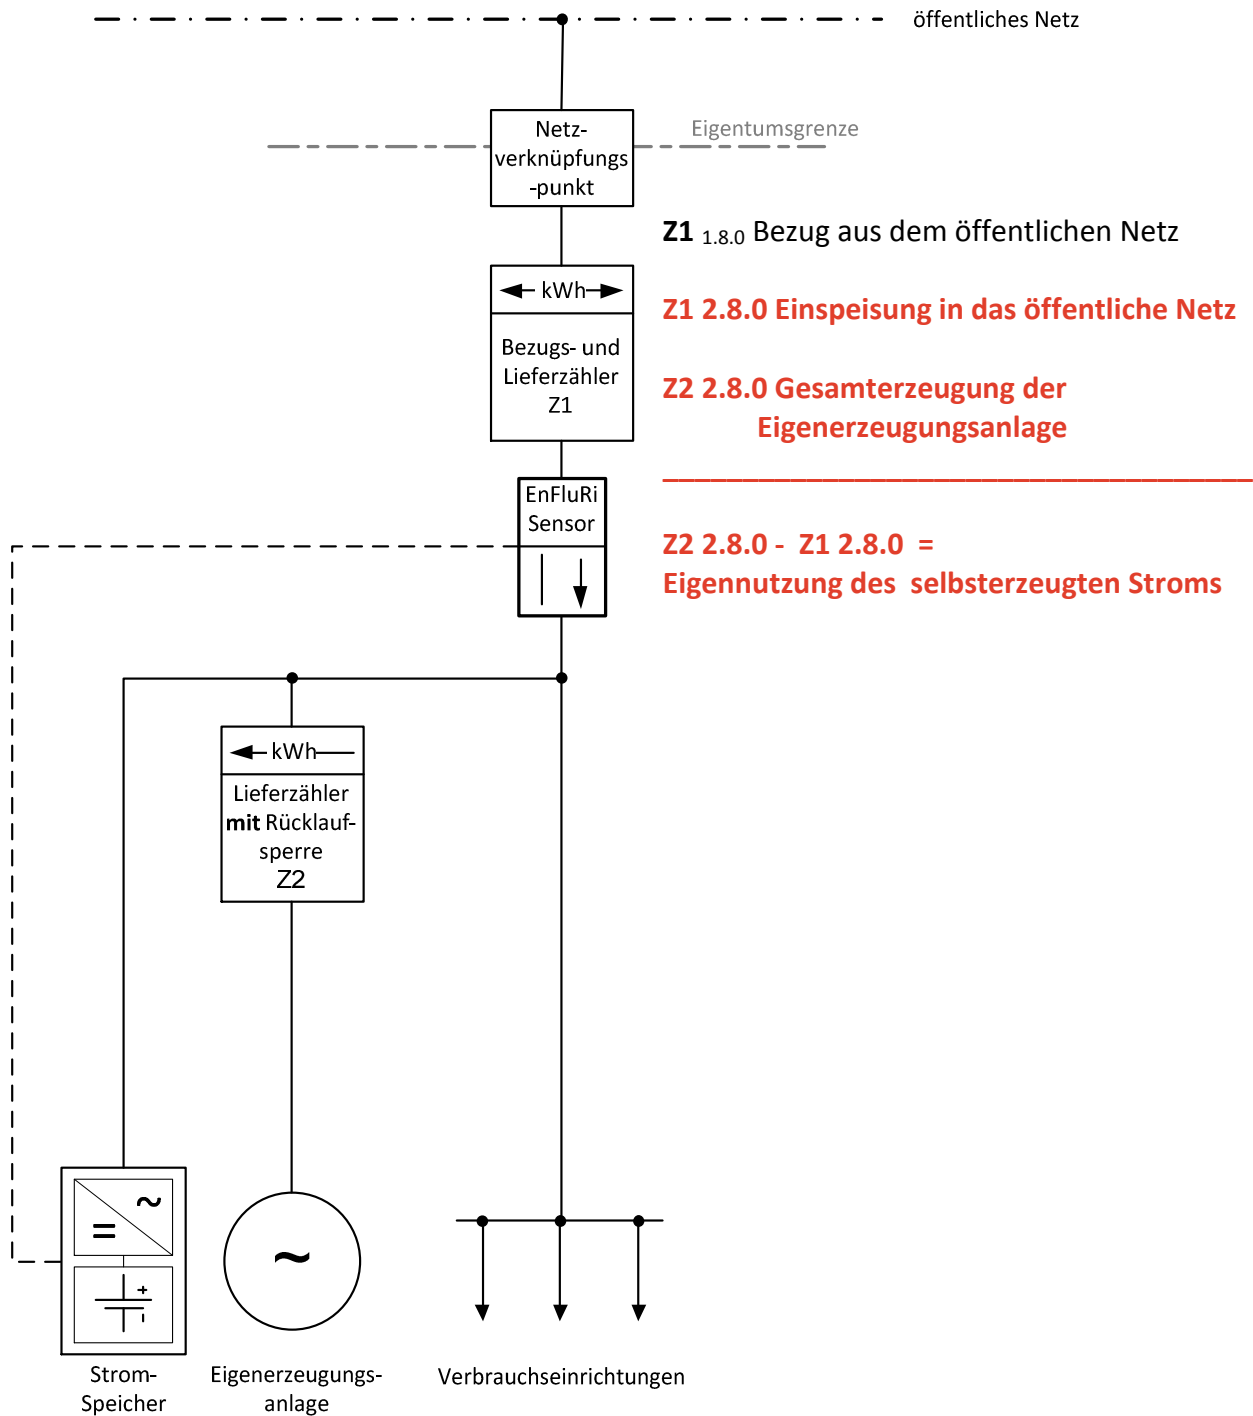 öffentliches Netz
Netz-
verknüpfungs
-punkt
Eigentumsgrenze
Z1 1.8.0 Bezug aus dem öffentlichen Netz
kWh
Z1 2.8.0 Einspeisung in das öffentliche Netz
Bezugs- und
Lieferzähler
Z1
Z2 2.8.0 Gesamterzeugung der
Eigenerzeugungsanlage
EnFluRi
Sensor
Z2 2.8.0 - Z1 2.8.0 =
Eigennutzung des selbsterzeugten Stroms
kWh
Lieferzähler
mit Rücklauf-
sperre
Z2
~
=
+
-
~
Strom-
Speicher
Eigenerzeugungs-
anlage
Verbrauchseinrichtungen